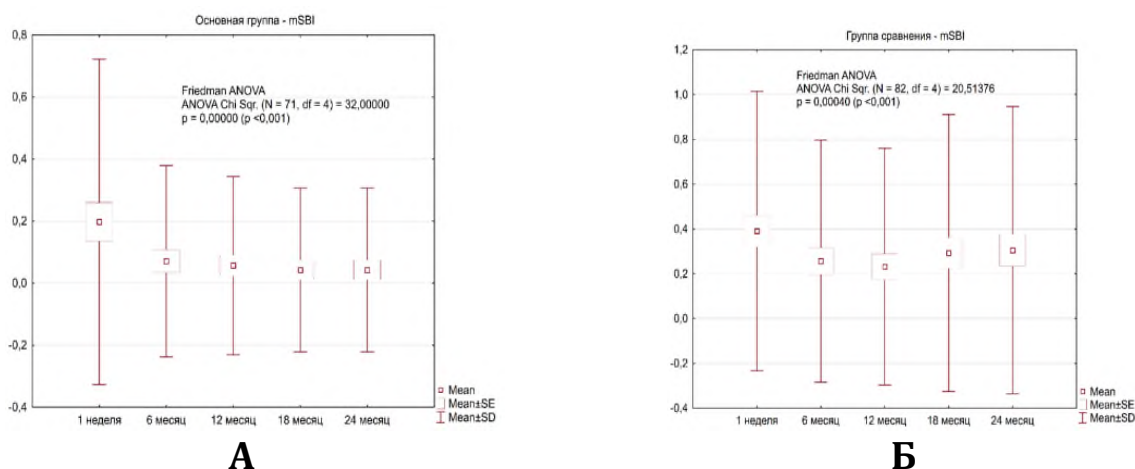 Основная группа - mSBI
0,8
0,6
0,4
0,2
0,0
-0,2
-0,4
Friedman ANOVA
ANOVA Chi Sqr. (N = 71, df = 4) = 32,00000
p = 0,00000 (p <0,001)
1 неделя 6 месяц 12 месяц 18 месяц 24 месяц
Mean
Mean±SE
Mean±SD
А
Группа сравнения - mSBI
1,2
1,0
0,8
0,6
0,4
0,2
0,0
-0,2
-0,4
Friedman ANOVA
ANOVA Chi Sqr. (N = 82, df = 4) = 20,51376
p = 0,00040 (p <0,001)
1 неделя 6 месяц 12 месяц 18 месяц 24 месяц
Mean
Mean±SE
Mean±SD
Б